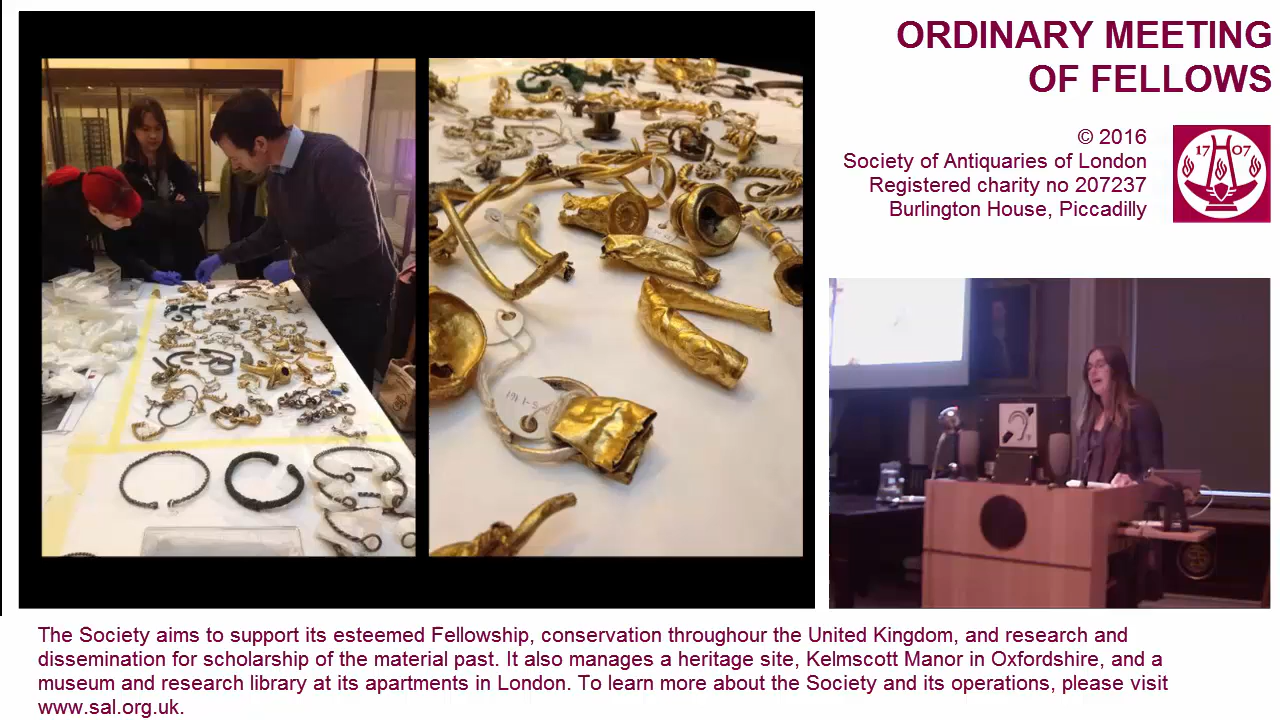 ORDINARY MEETING
OF FELLOWS
© 2016
Society of Antiquaries of London
Registered charity no 207237
Burlington House, Piccadilly
17 07
S-1161
The Society aims to support its esteemed Fellowship, conservation throughour the United Kingdom, and research and
dissemination for scholarship of the material past. It also manages a heritage site, Kelmscott Manor in Oxfordshire, and a
museum and research library at its apartments in London. To learn more about the Society and its operations, please visit
www.sal.org.uk.